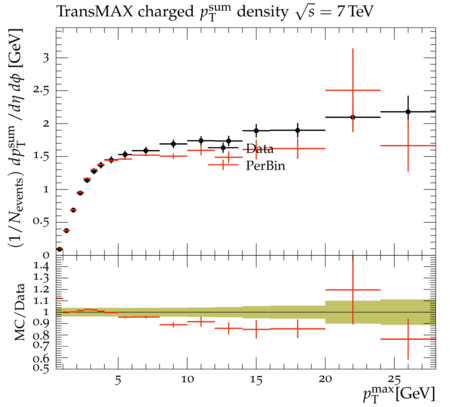 TransMAX charged p_T^sum density √s = 7 TeV
(1/N_events) dp_T^sum / dη dϕ [GeV]
3
2.5
2
1.5
1
0.5
0
Data
PerBin
MC/Data
1.4
1.3
1.2
1.1
1
0.9
0.8
0.7
0.6
0.5
5 10 15 20 25
p_T^max [GeV]